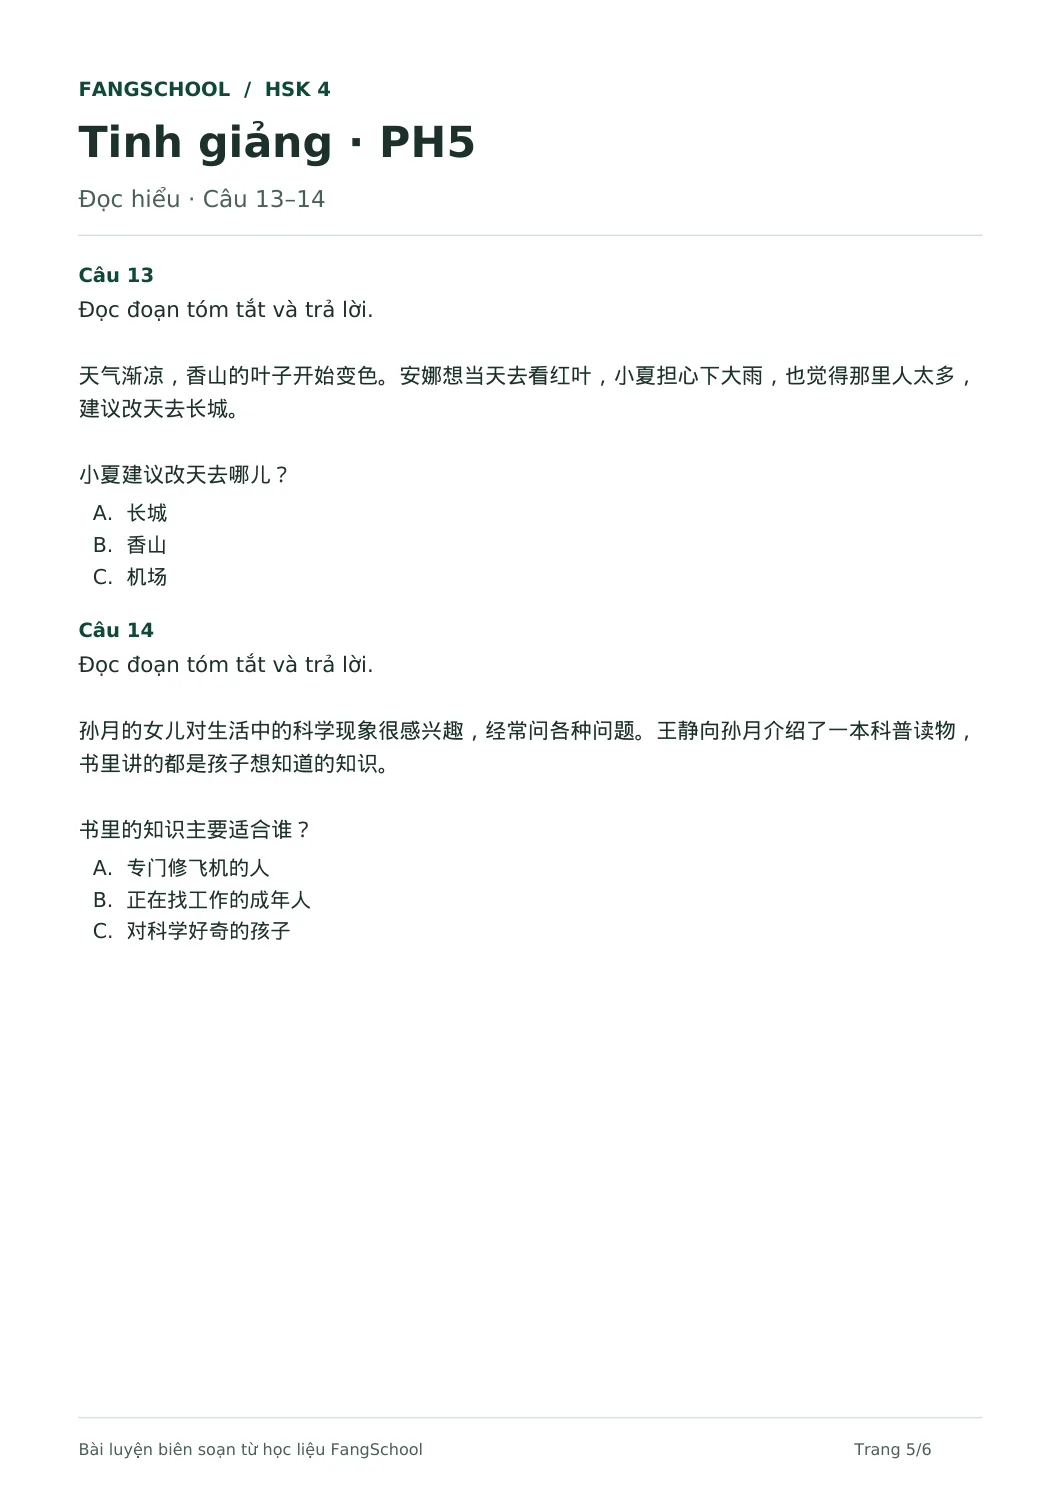 FANGSCHOOL / HSK 4
Tinh giảng · PH5
Đọc hiểu · Câu 13–14
Câu 13
Đọc đoạn tóm tắt và trả lời.
天气渐凉，香山的叶子开始变色。安娜想当天去看红叶，小夏担心下大雨，也觉得那里人太多，
建议改天去长城。
小夏建议改天去哪儿？
A. 长城
B. 香山
C. 机场
Câu 14
Đọc đoạn tóm tắt và trả lời.
孙月的女儿对生活中的科学现象很感兴趣，经常问各种问题。王静向孙月介绍了一本科普读物，
书里讲的都是孩子想知道的知识。
书里的知识主要适合谁？
A. 专门修飞机的人
B. 正在找工作的成年人
C. 对科学好奇的孩子
Bài luyện biên soạn từ học liệu FangSchool
Trang 5/6